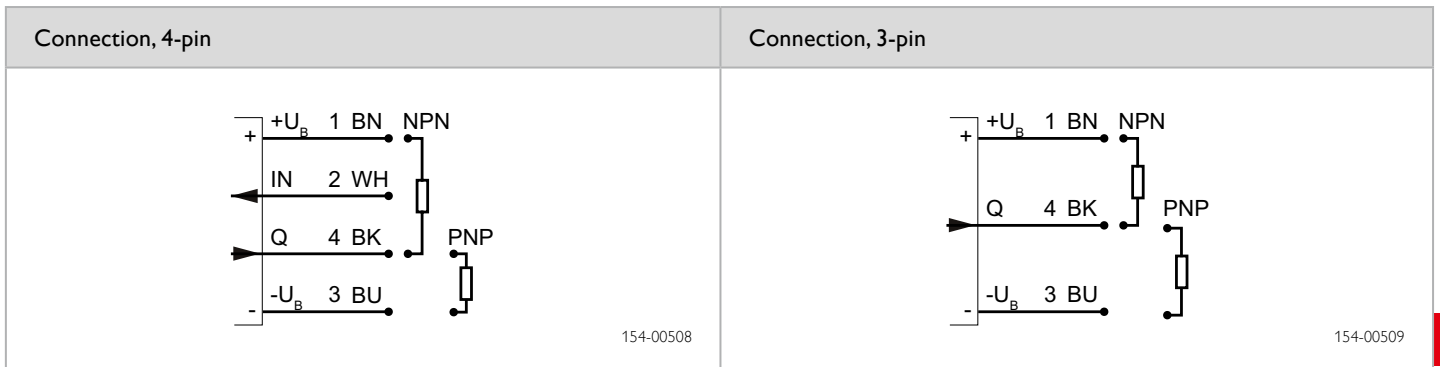 Connection, 4-pin
Connection, 3-pin
+U_B 1 BN NPN
+
IN 2 WH
Q 4 BK PNP
-U_B 3 BU
-
154-00508
+U_B 1 BN NPN
+
Q 4 BK PNP
-U_B 3 BU
-
154-00509